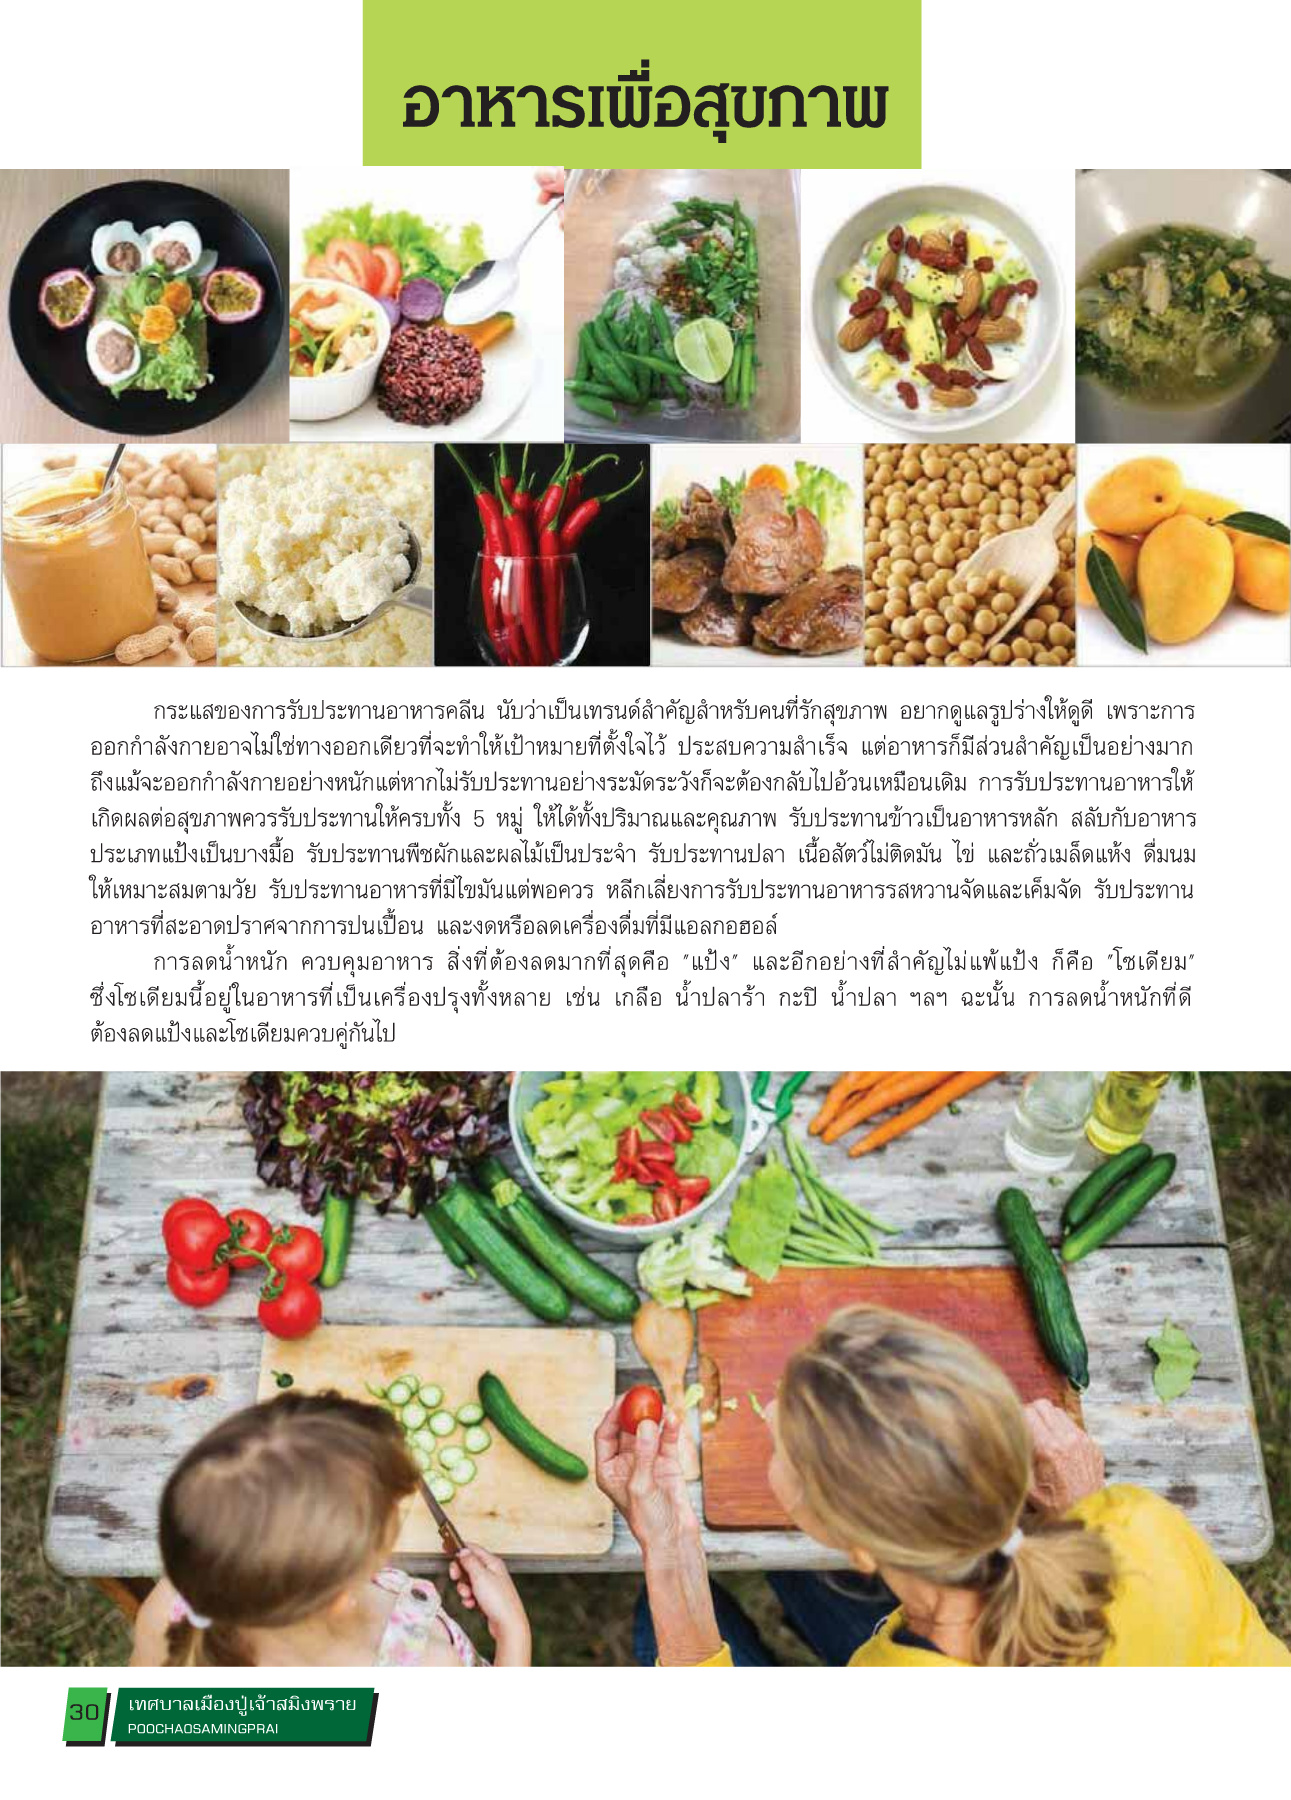 อาหารเพื่อสุขภาพ
กระแสของการรับประทานอาหารคลีน นับว่าเป็นเทรนด์สำคัญสำหรับคนที่รักสุขภาพ อยากดูแลรูปร่างให้ดูดี เพราะการ
ออกกำลังกายอาจไม่ใช่ทางออกเดียวที่จะทำให้เป้าหมายที่ตั้งใจไว้ ประสบความสำเร็จ แต่อาหารก็มีส่วนสำคัญเป็นอย่างมาก
ถึงแม้จะออกกำลังกายอย่างหนักแต่หากไม่รับประทานอย่างระมัดระวังก็จะต้องกลับไปอ้วนเหมือนเดิม การรับประทานอาหารให้
เกิดผลต่อสุขภาพควรรับประทานให้ครบทั้ง 5 หมู่ ให้ได้ทั้งปริมาณและคุณภาพ รับประทานข้าวเป็นอาหารหลัก สลับกับอาหาร
ประเภทแป้งเป็นบางมื้อ รับประทานพืชผักและผลไม้เป็นประจำ รับประทานปลา เนื้อสัตว์ไม่ติดมัน ไข่ และถั่วเมล็ดแห้ง ดื่มนม
ให้เหมาะสมตามวัย รับประทานอาหารที่มีไขมันแต่พอควร หลีกเลี่ยงการรับประทานอาหารรสหวานจัดและเค็มจัด รับประทาน
อาหารที่สะอาดปราศจากการปนเปื้อน และงดหรือลดเครื่องดื่มที่มีแอลกอฮอล์
การลดน้ำหนัก ควบคุมอาหาร สิ่งที่ต้องลดมากที่สุดคือ "แป้ง" และอีกอย่างที่สำคัญไม่แพ้แป้ง ก็คือ "โซเดียม"
ซึ่งโซเดียมนี้อยู่ในอาหารที่เป็นเครื่องปรุงทั้งหลาย เช่น เกลือ น้ำปลาร้า กะปิ น้ำปลา ฯลฯ ฉะนั้น การลดน้ำหนักที่ดี
ต้องลดแป้งและโซเดียมควบคู่กันไป
30
เทศบาลเมืองปู่เจ้าสมิงพราย
POOCHAOSAMINGPRAI